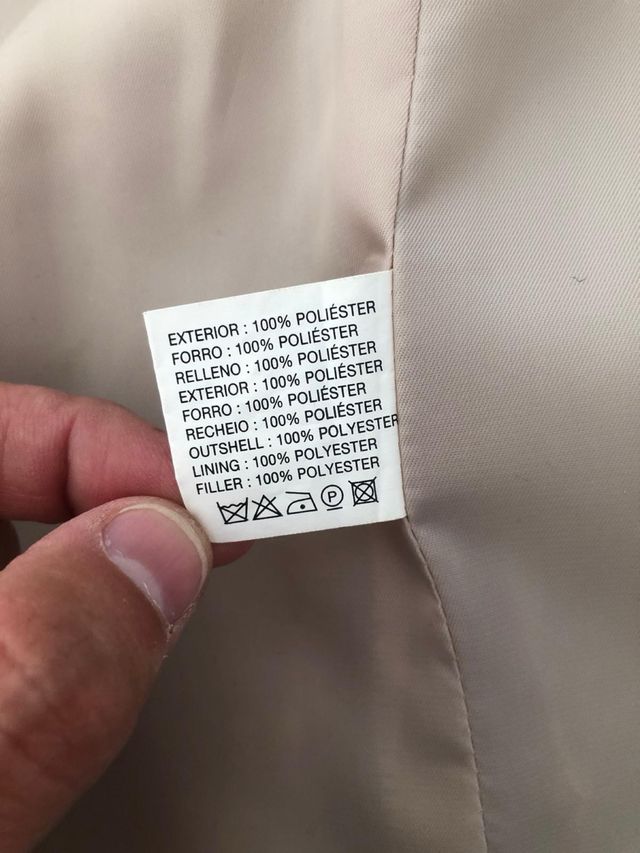 EXTERIOR : 100% POLIÉSTER
FORRO : 100% POLIÉSTER
RELLENO : 100% POLIÉSTER
EXTERIOR : 100% POLIÉSTER
FORRO : 100% POLIÉSTER
RECHEIO : 100% POLIÉSTER
OUTSHELL : 100% POLYESTER
LINING : 100% POLYESTER
FILLER : 100% POLYESTER
P